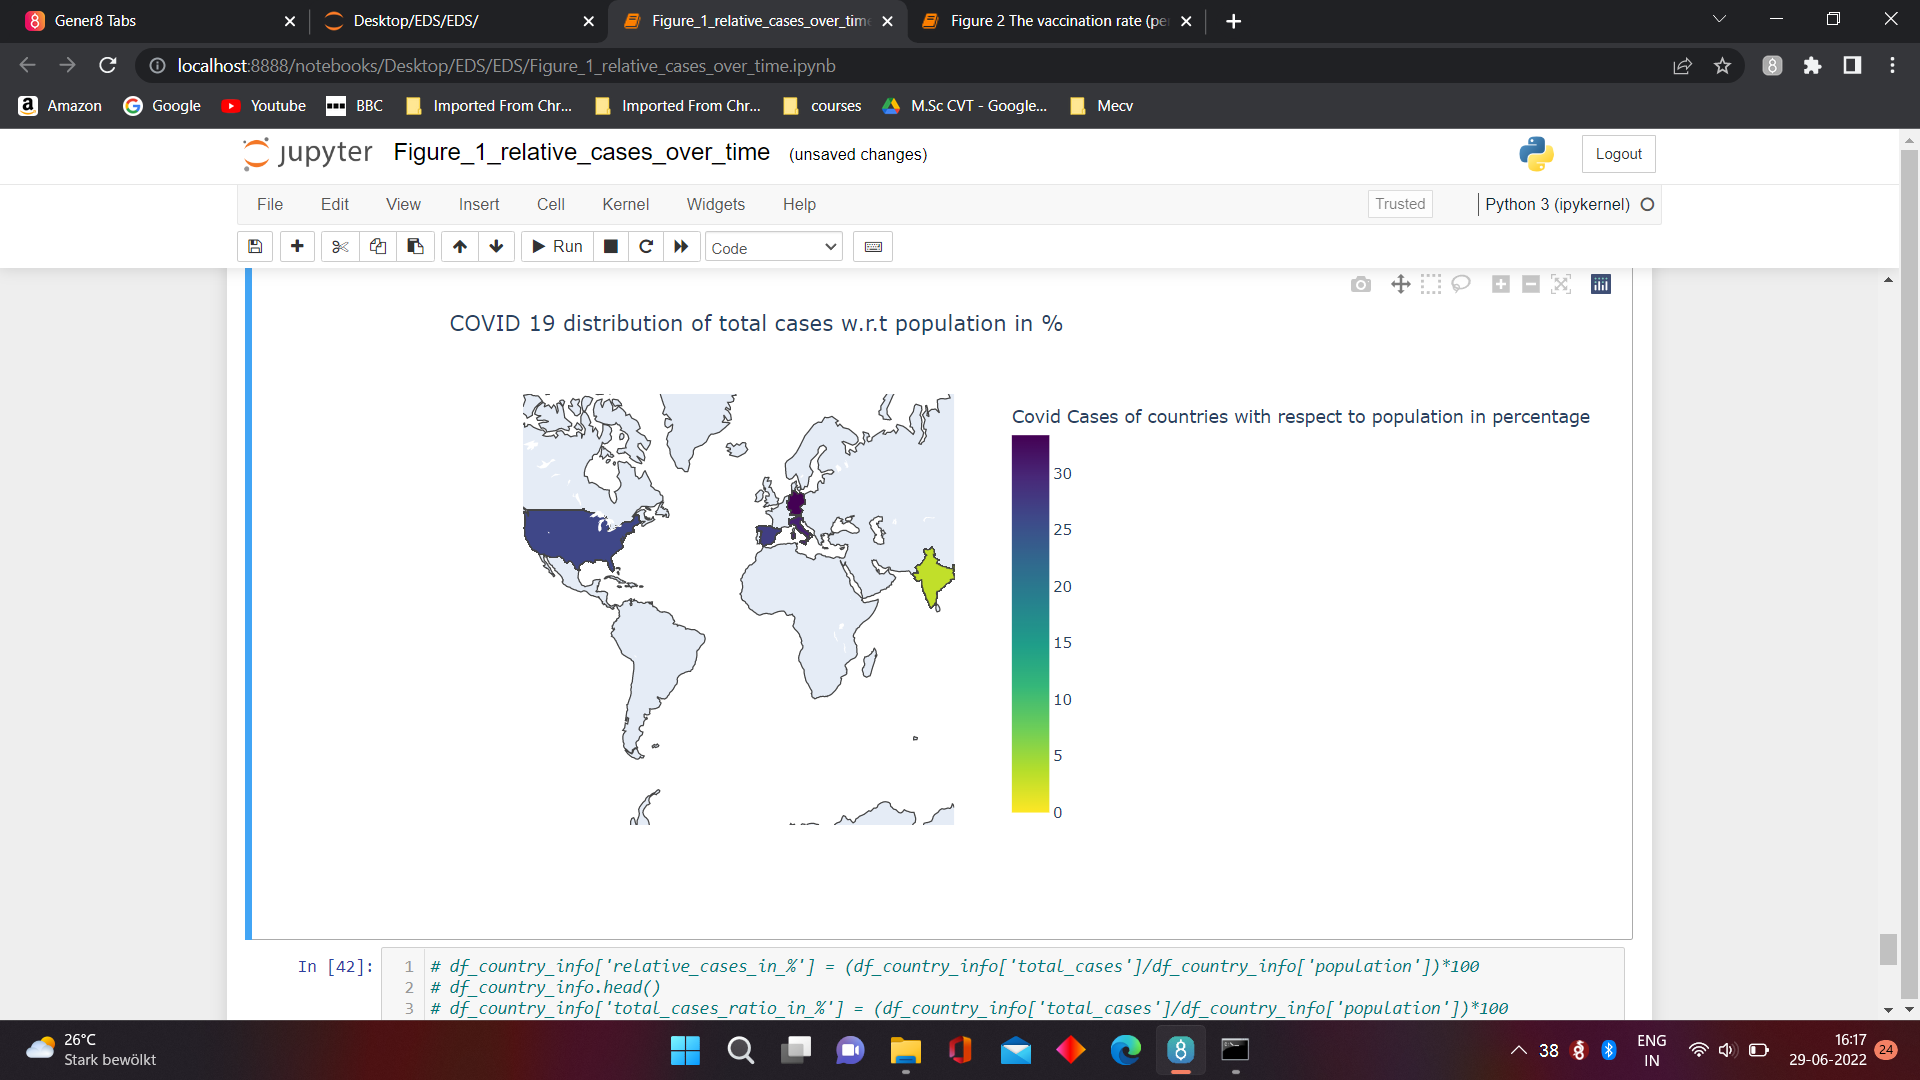 Gener8 Tabs
Desktop/EDS/EDS/
Figure_1_relative_cases_over_tim
Figure 2 The vaccination rate (pe
localhost:8888/notebooks/Desktop/EDS/EDS/Figure_1_relative_cases_over_time.ipynb
Amazon Google Youtube BBC Imported From Chr... Imported From Chr... courses M.Sc CVT - Google... Mecv
jupyter Figure_1_relative_cases_over_time (unsaved changes) Logout
File Edit View Insert Cell Kernel Widgets Help Trusted Python 3 (ipykernel)
Run Code
COVID 19 distribution of total cases w.r.t population in %
Covid Cases of countries with respect to population in percentage
30
25
20
15
10
5
0
In [42]: 1 # df_country_info['relative_cases_in_%'] = (df_country_info['total_cases']/df_country_info['population'])*100
2 # df_country_info.head()
3 # df_country_info['total_cases_ratio_in_%'] = (df_country_info['total_cases']/df_country_info['population'])*100
26°C
Stark bewölkt
38
ENG
IN
16:17
29-06-2022
24